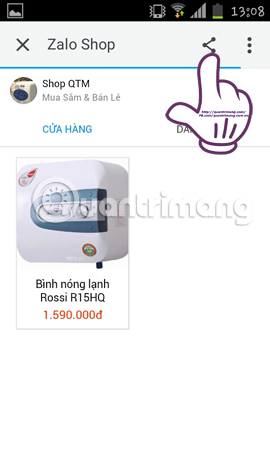 13:08
Zalo Shop
http://quantrimang.com/
FB.com/quantrimang.com.vn
Shop QTM
Mua Sắm & Bán Lẻ
CỬA HÀNG
Quantrimang
Bình nóng lạnh
Rossi R15HQ
1.590.000đ